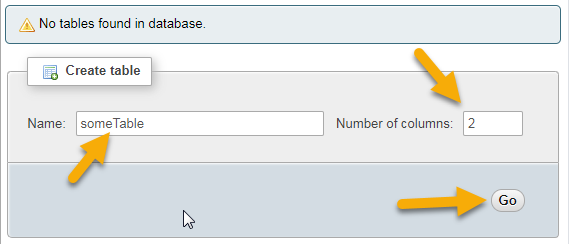 No tables found in database.
Create table
Name: someTable Number of columns: 2
Go